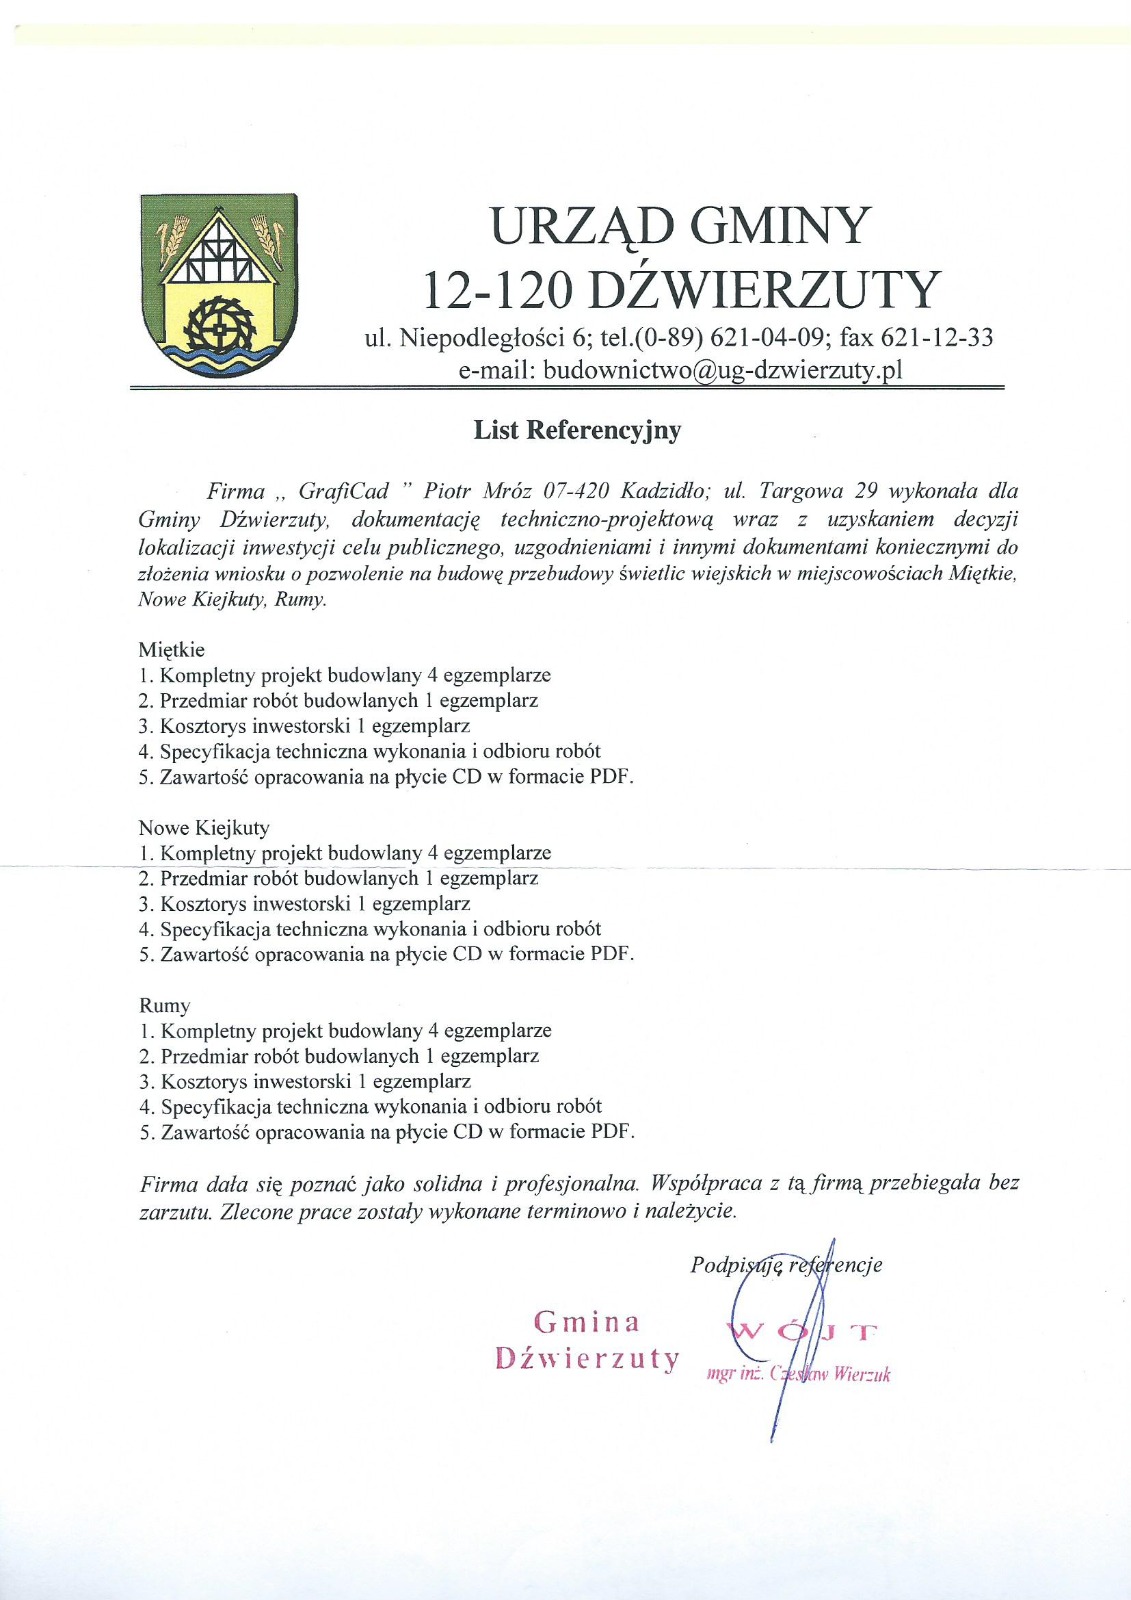 URZĄD GMINY
12-120 DŹWIERZUTY
ul. Niepodległości 6; tel.(0-89) 621-04-09; fax 621-12-33
e-mail: budownictwo@ug-dzwierzuty.pl
List Referencyjny
Firma ,, GrafiCad ” Piotr Mróz 07-420 Kadzidło; ul. Targowa 29 wykonała dla
Gminy Dźwierzuty, dokumentację techniczno-projektową wraz z uzyskaniem decyzji
lokalizacji inwestycji celu publicznego, uzgodnieniami i innymi dokumentami koniecznymi do
złożenia wniosku o pozwolenie na budowę przebudowy świetlic wiejskich w miejscowościach Miętkie,
Nowe Kiejkuty, Rumy.
Miętkie
1. Kompletny projekt budowlany 4 egzemplarze
2. Przedmiar robót budowlanych 1 egzemplarz
3. Kosztorys inwestorski 1 egzemplarz
4. Specyfikacja techniczna wykonania i odbioru robót
5. Zawartość opracowania na płycie CD w formacie PDF.
Nowe Kiejkuty
1. Kompletny projekt budowlany 4 egzemplarze
2. Przedmiar robót budowlanych 1 egzemplarz
3. Kosztorys inwestorski 1 egzemplarz
4. Specyfikacja techniczna wykonania i odbioru robót
5. Zawartość opracowania na płycie CD w formacie PDF.
Rumy
1. Kompletny projekt budowlany 4 egzemplarze
2. Przedmiar robót budowlanych 1 egzemplarz
3. Kosztorys inwestorski 1 egzemplarz
4. Specyfikacja techniczna wykonania i odbioru robót
5. Zawartość opracowania na płycie CD w formacie PDF.
Firma dała się poznać jako solidna i profesjonalna. Współpraca z tą firmą przebiegała bez
zarzutu. Zlecone prace zostały wykonane terminowo i należycie.
Podpisuję referencje
Gmina
Dźwierzuty
WÓJT
mgr inż. Czesław Wierzuk